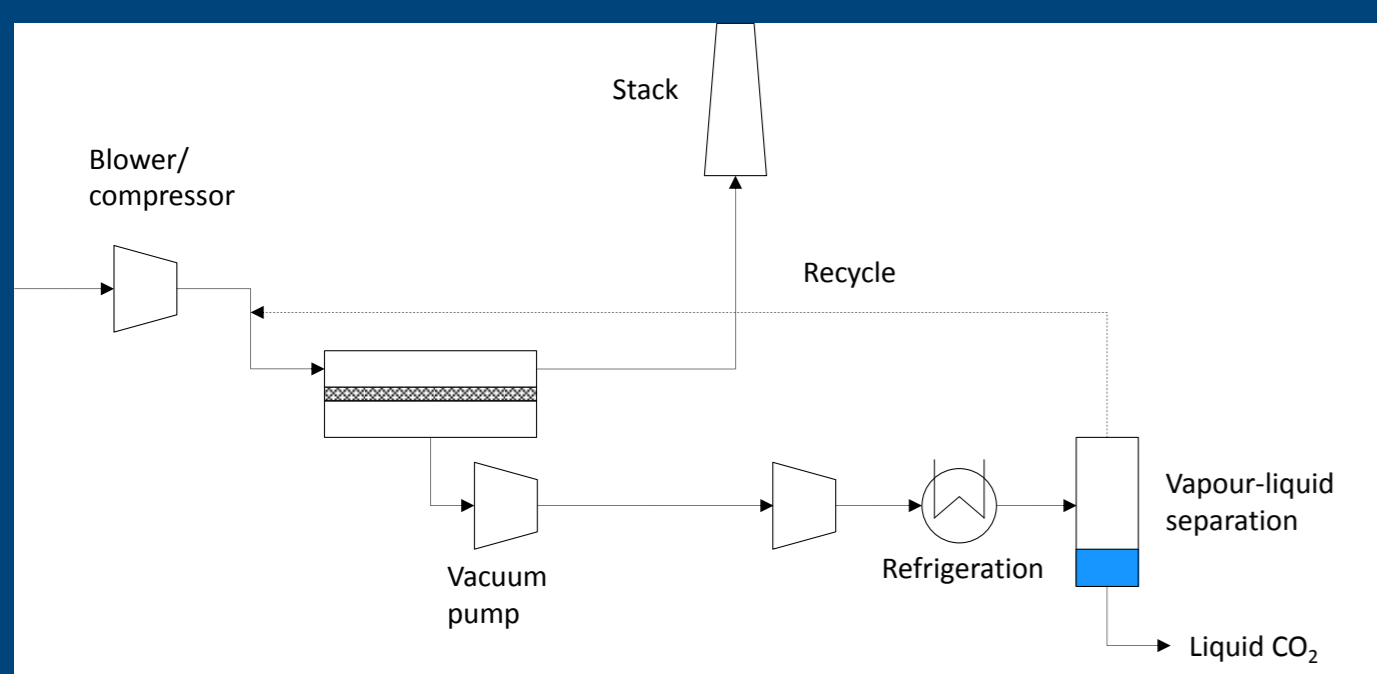 Stack
Blower/
compressor
Recycle
Vapour-liquid
separation
Refrigeration
Vacuum
pump
Liquid CO₂